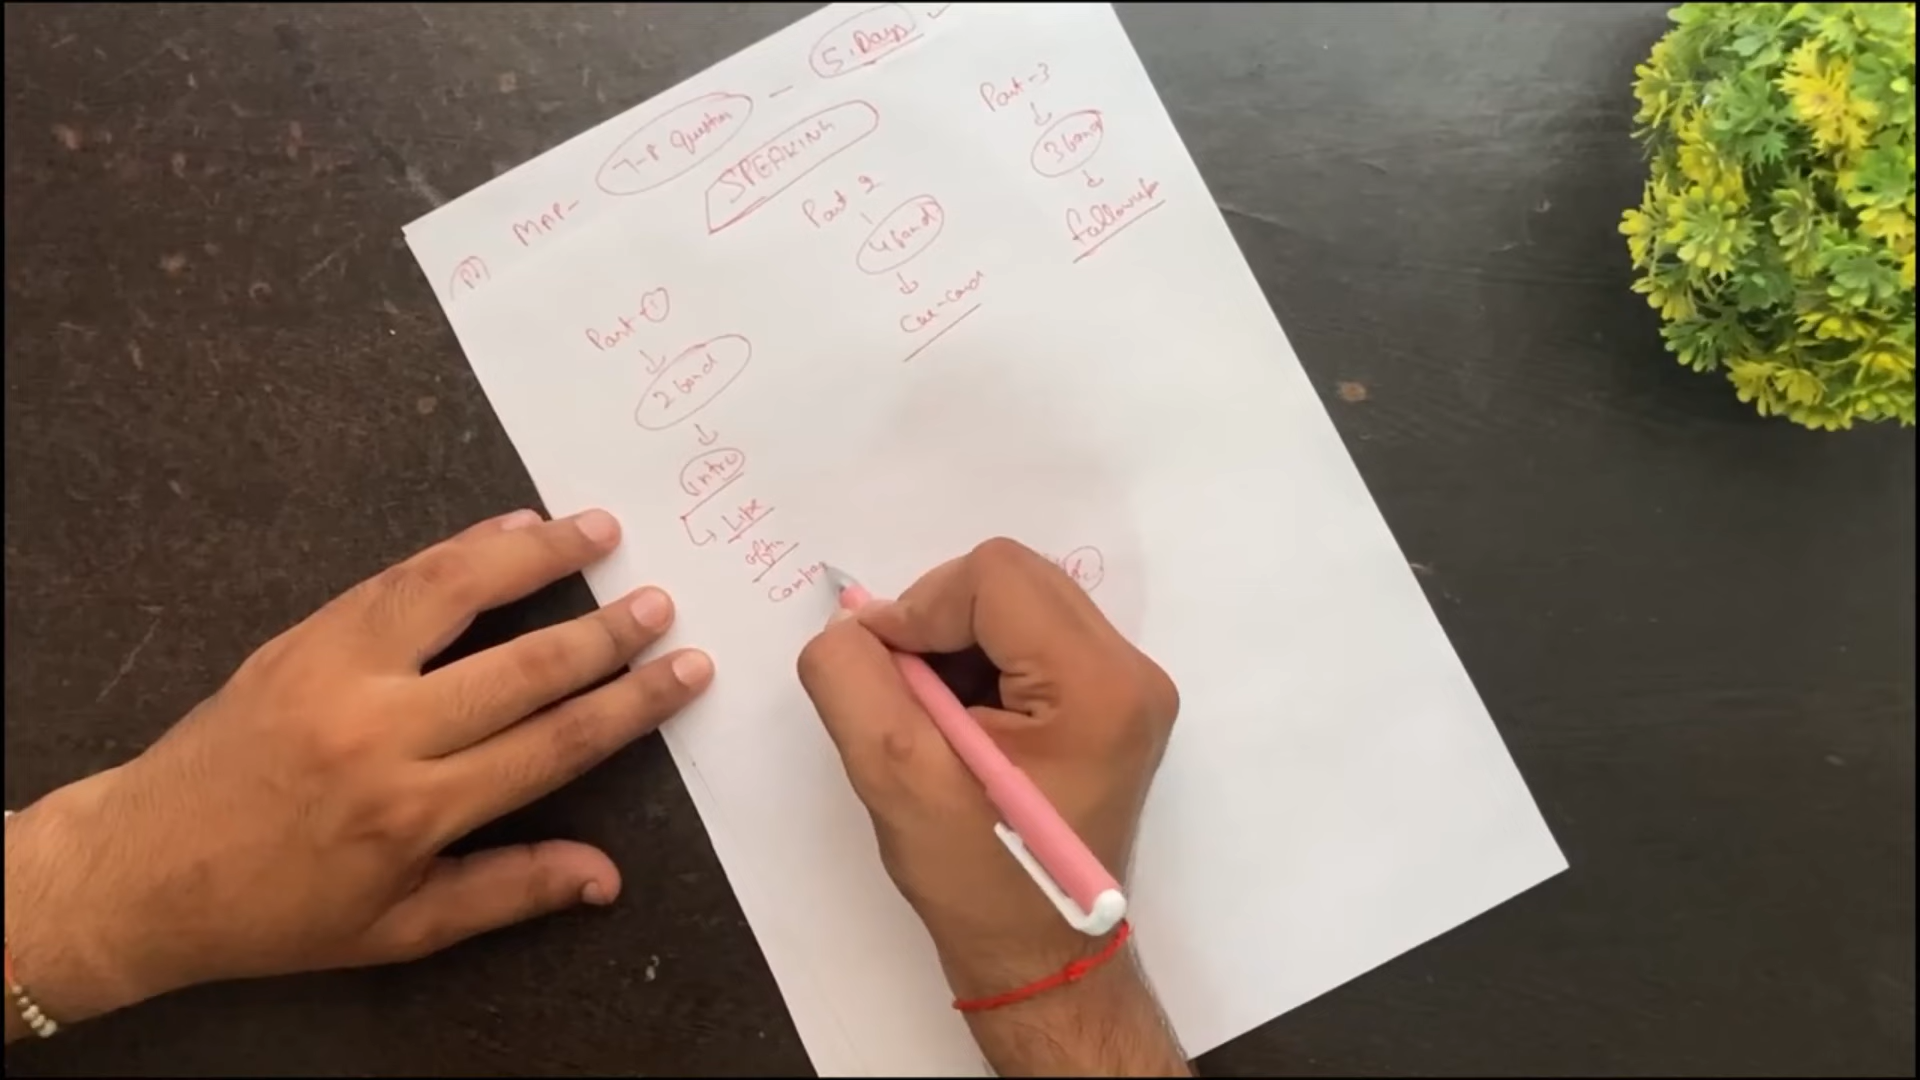 MAP - 7-8 Question - 5 Days
SPEAKING
Part-①
↓
2 band
↓
intro
↳ Like
often
Compar
Part 2
4 band
↓
Cue-card
Part-3
↓
3 band
↓
followup